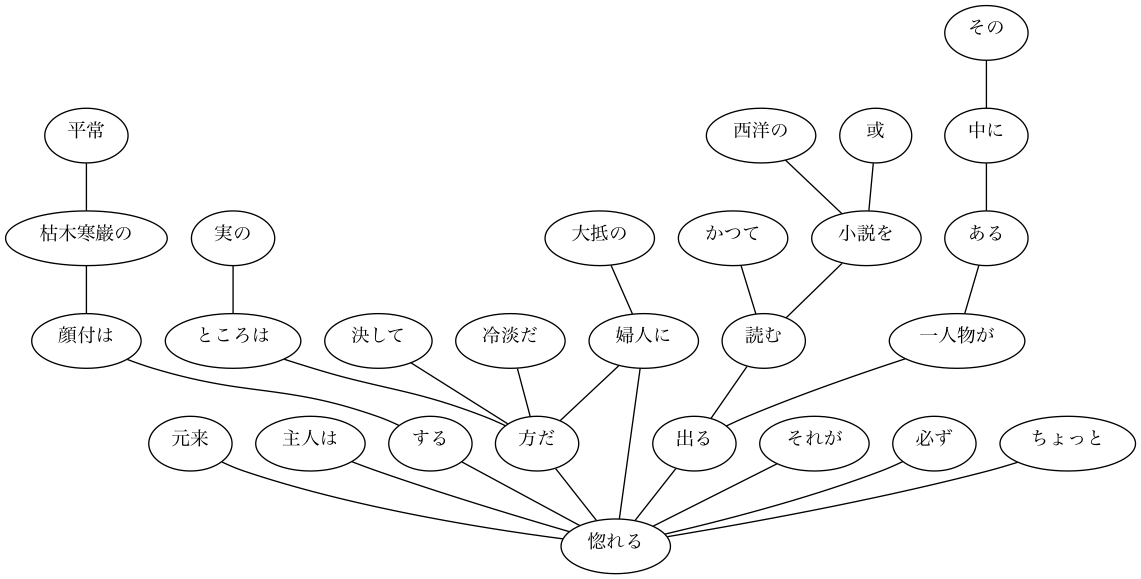 その
平常
西洋の
或
中に
枯木寒巌の
実の
大抵の
かつて
小説を
ある
顔付は
ところは
決して
冷淡だ
婦人に
読む
一人物が
元来
主人は
する
方だ
出る
それが
必ず
ちょっと
惚れる